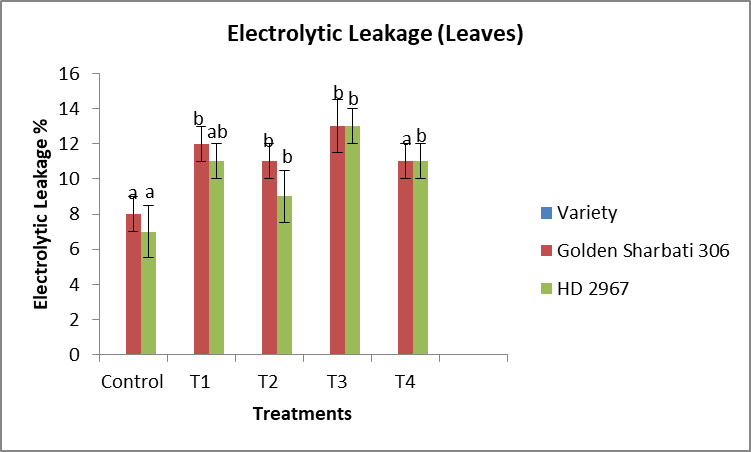 Electrolytic Leakage (Leaves)
Electrolytic Leakage %
16
14
12
10
8
6
4
2
0
a a
b ab
b b
b b
a b
Control T1 T2 T3 T4
Treatments
Variety
Golden Sharbati 306
HD 2967